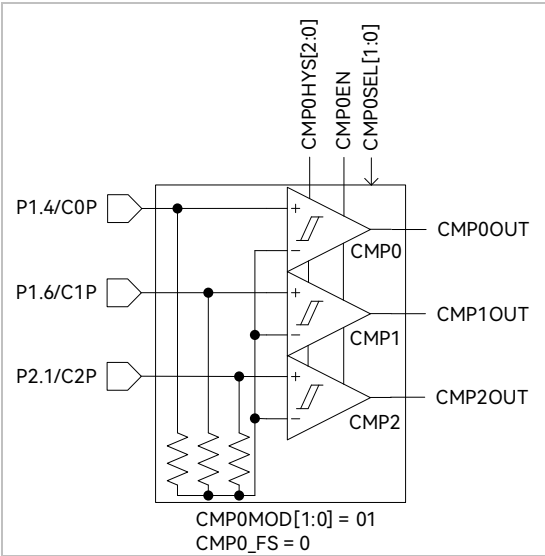 CMP0HYS[2:0]
CMP0EN
CMP0SEL[1:0]
P1.4/C0P
+
−
CMP0
CMP0OUT
P1.6/C1P
+
−
CMP1
CMP1OUT
P2.1/C2P
+
−
CMP2
CMP2OUT
CMP0MOD[1:0] = 01
CMP0_FS = 0